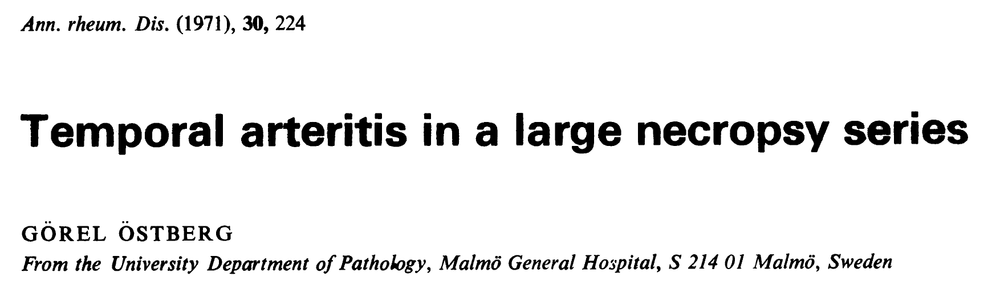 Ann. rheum. Dis. (1971), 30, 224
Temporal arteritis in a large necropsy series
GÖREL ÖSTBERG
From the University Department of Pathology, Malmö General Hospital, S 214 01 Malmö, Sweden